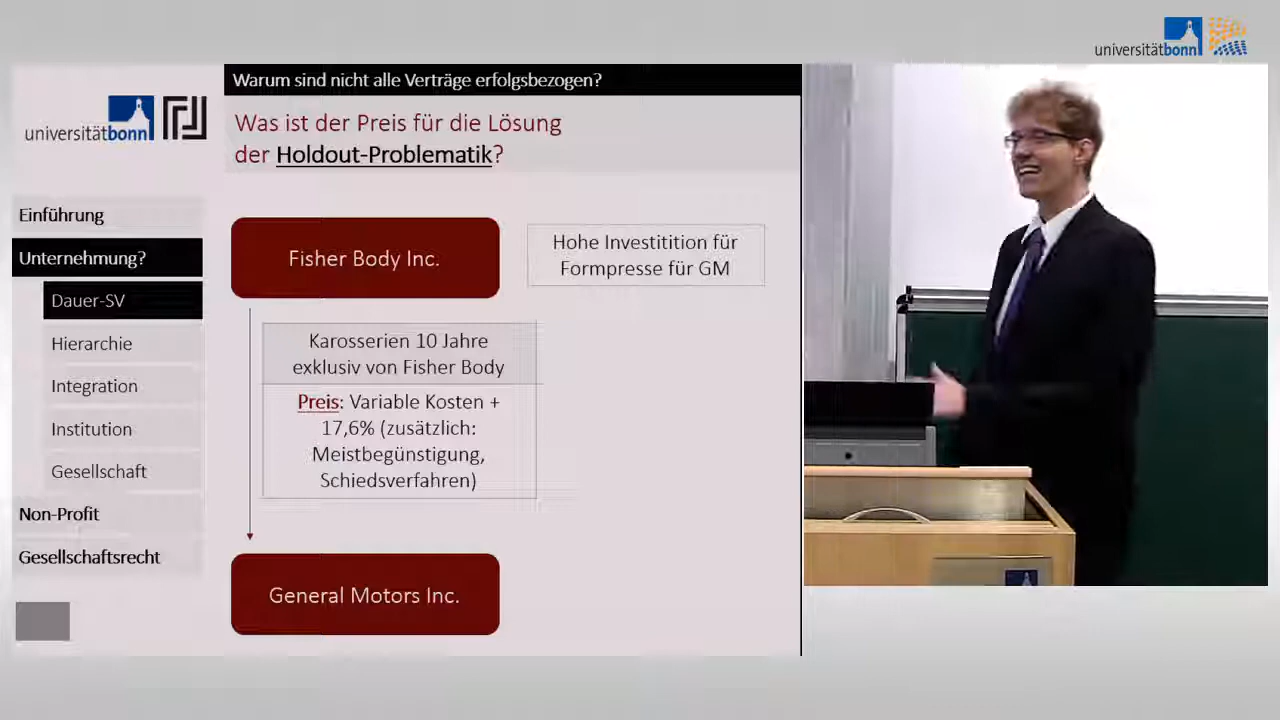 universitätbonn
Warum sind nicht alle Verträge erfolgsbezogen?
universitätbonn
Was ist der Preis für die Lösung
der Holdout-Problematik?
Einführung
Unternehmung?
Dauer-SV
Hierarchie
Integration
Institution
Gesellschaft
Non-Profit
Gesellschaftsrecht
Fisher Body Inc.
Hohe Investitition für
Formpresse für GM
Karosserien 10 Jahre
exklusiv von Fisher Body
Preis: Variable Kosten +
17,6% (zusätzlich:
Meistbegünstigung,
Schiedsverfahren)
General Motors Inc.